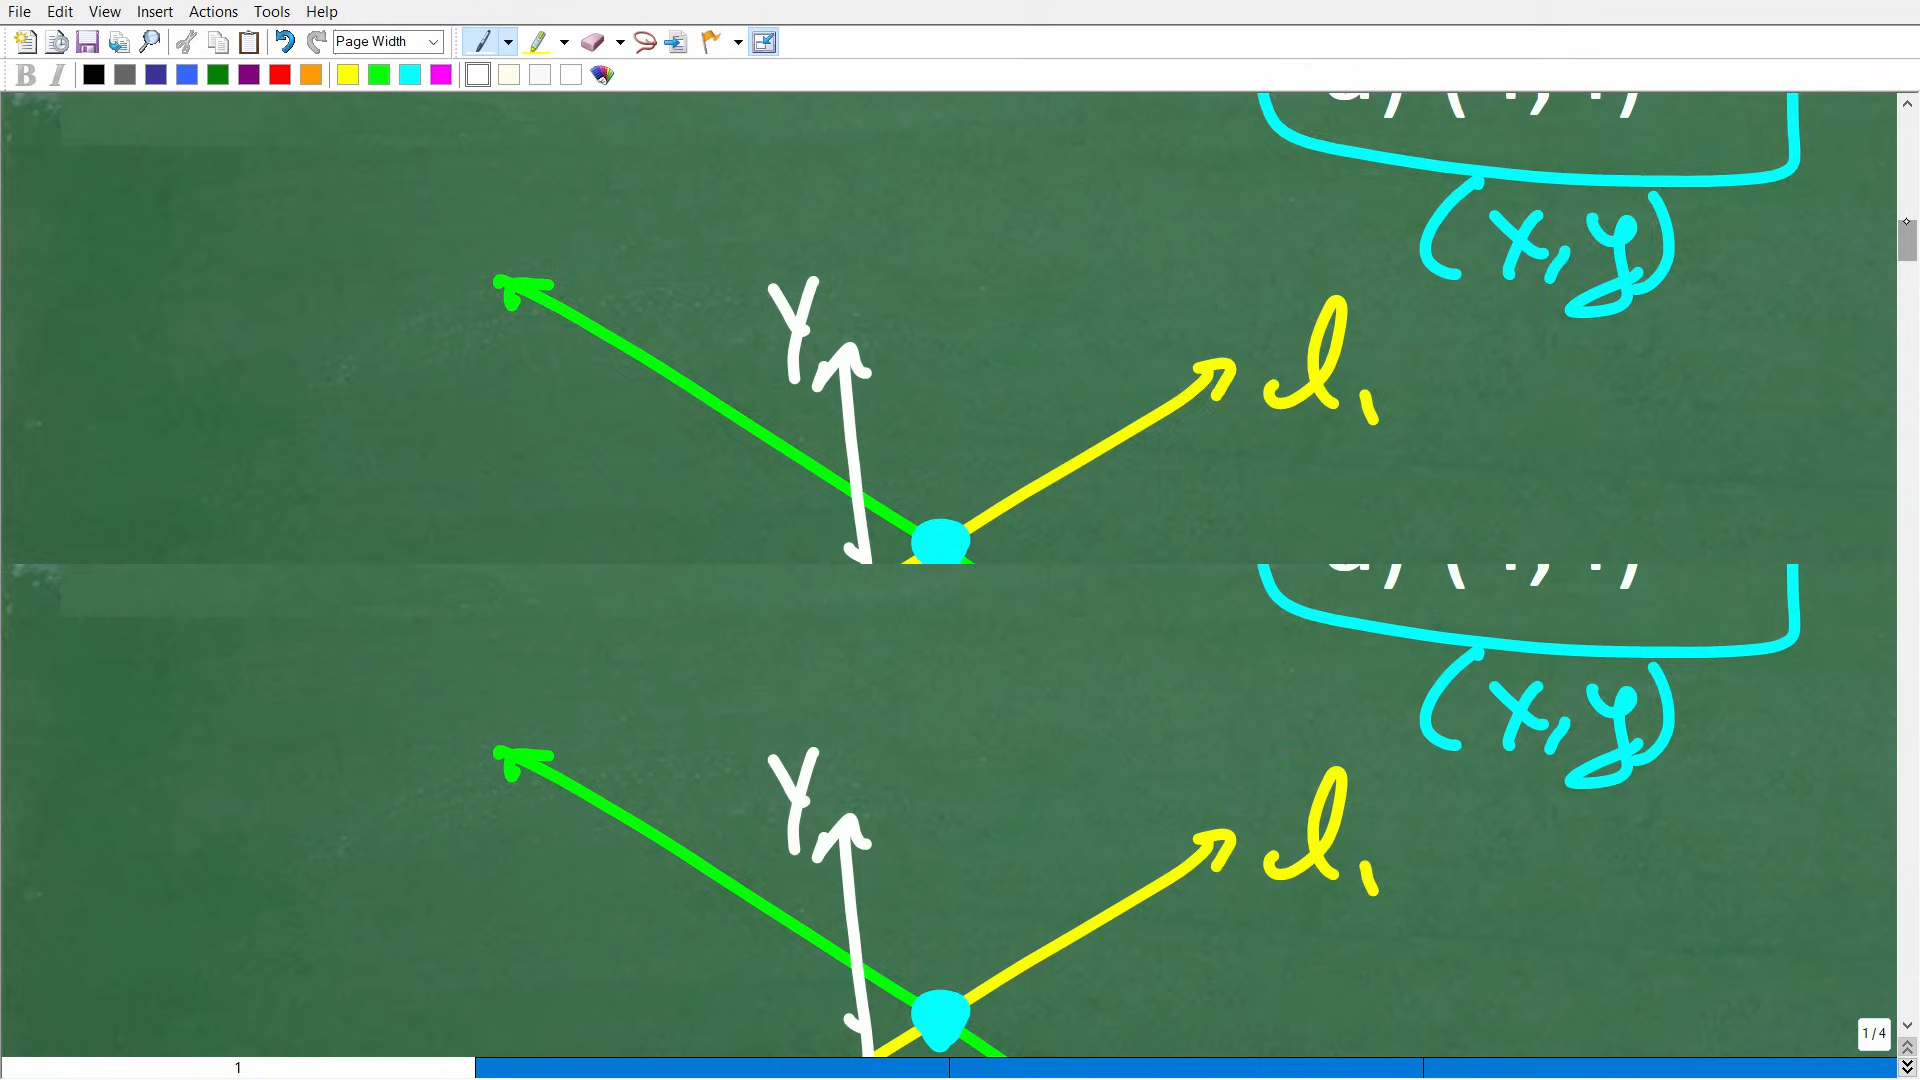 File Edit View Insert Actions Tools Help
Page Width
B I
(x, y)
y
l₁
(x, y)
y
l₁
1 / 4
1